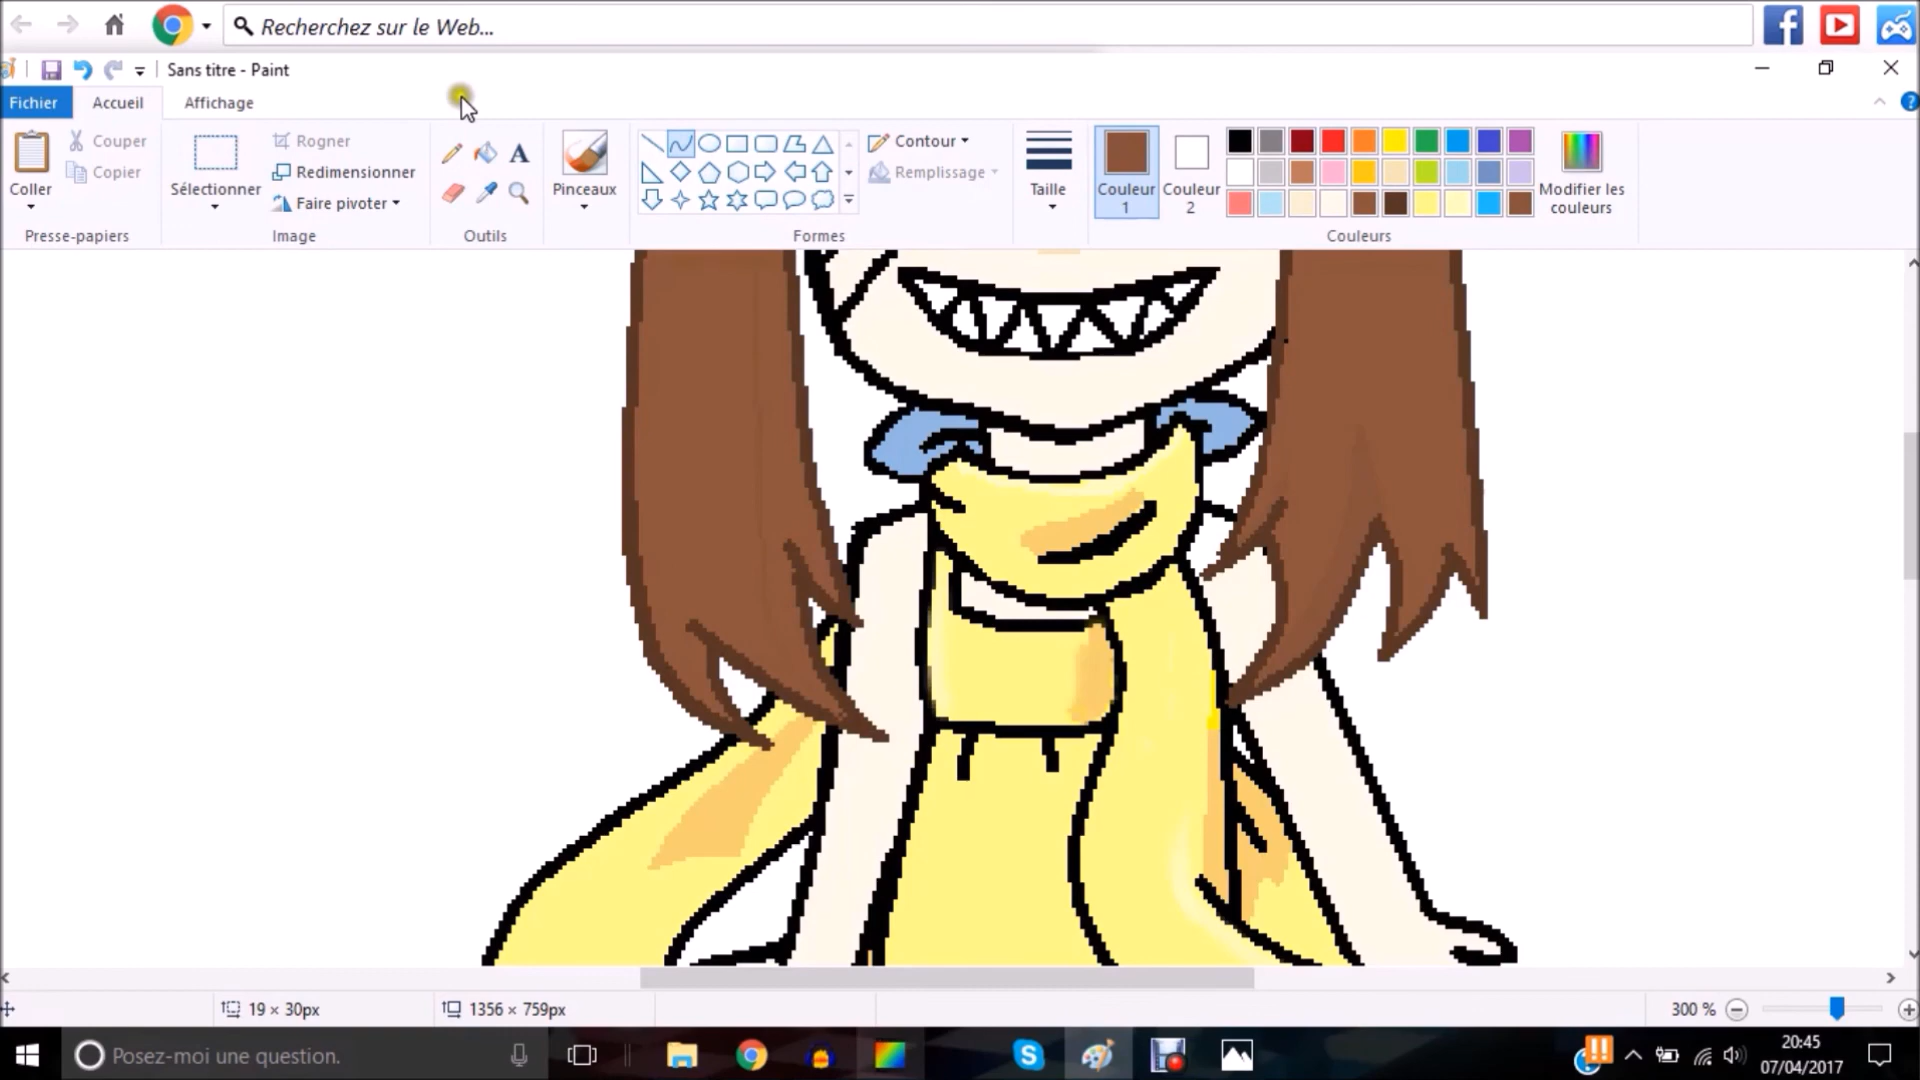 Recherchez sur le Web...
Sans titre - Paint
Fichier Accueil Affichage
Coller
Couper
Copier
Presse-papiers
Sélectionner
Rogner
Redimensionner
Faire pivoter
Image
A
Outils
Pinceaux
Formes
Contour
Remplissage
Taille
Couleur
1
Couleur
2
Couleurs
Modifier les
couleurs
19 × 30px
1356 × 759px
300 %
Posez-moi une question.
20:45
07/04/2017